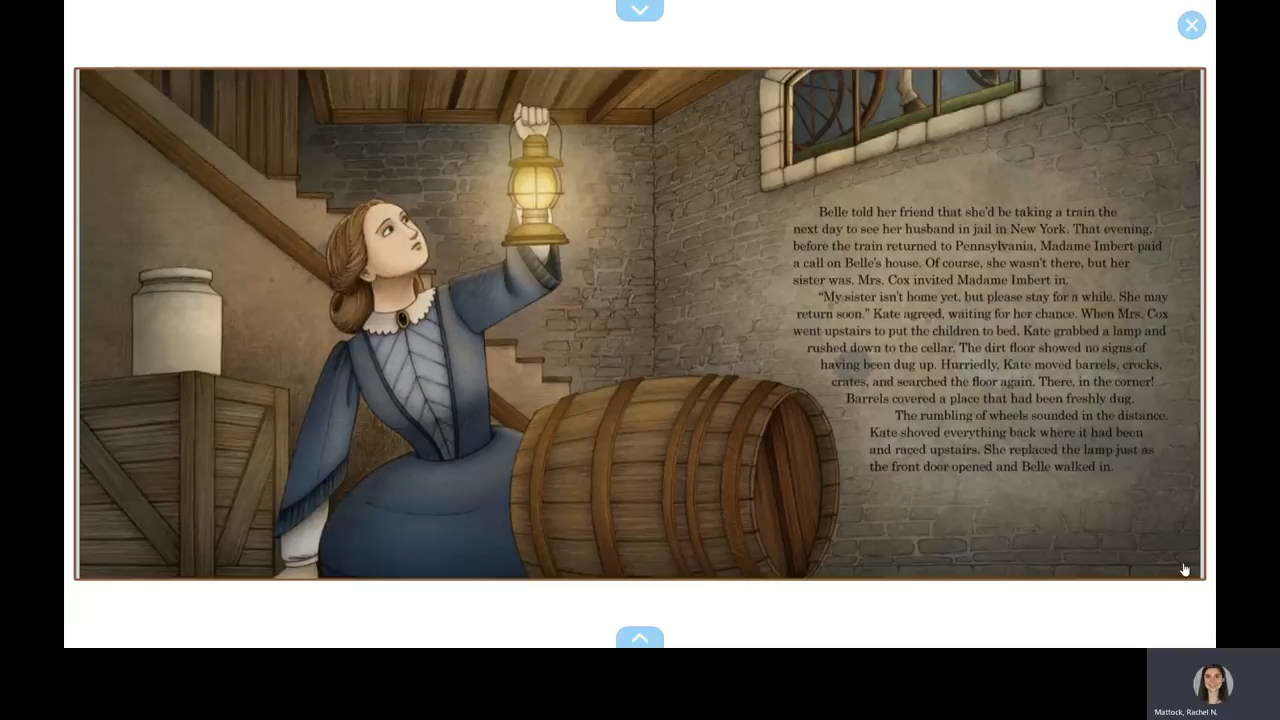 Belle told her friend that she'd be taking a train the
next day to see her husband in jail in New York. That evening,
before the train returned to Pennsylvania, Madame Imbert paid
a call on Belle's house. Of course, she wasn't there, but her
sister was. Mrs. Cox invited Madame Imbert in.
“My sister isn't home yet, but please stay for a while. She may
return soon.” Kate agreed, waiting for her chance. When Mrs. Cox
went upstairs to put the children to bed, Kate grabbed a lamp and
rushed down to the cellar. The dirt floor showed no signs of
having been dug up. Hurriedly, Kate moved barrels, crocks,
crates, and searched the floor again. There, in the corner!
Barrels covered a place that had been freshly dug.
The rumbling of wheels sounded in the distance.
Kate shoved everything back where it had been
and raced upstairs. She replaced the lamp just as
the front door opened and Belle walked in.
Mattock, Rachel N.